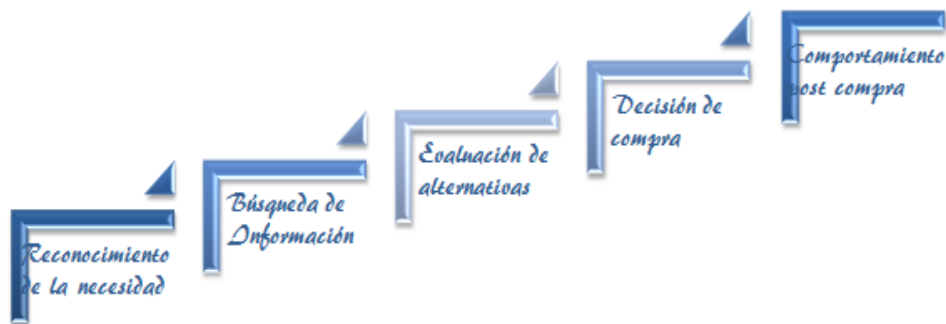 Reconocimiento
de la necesidad
Búsqueda de
Información
Evaluación de
alternativas
Decisión de
compra
Comportamiento
post compra